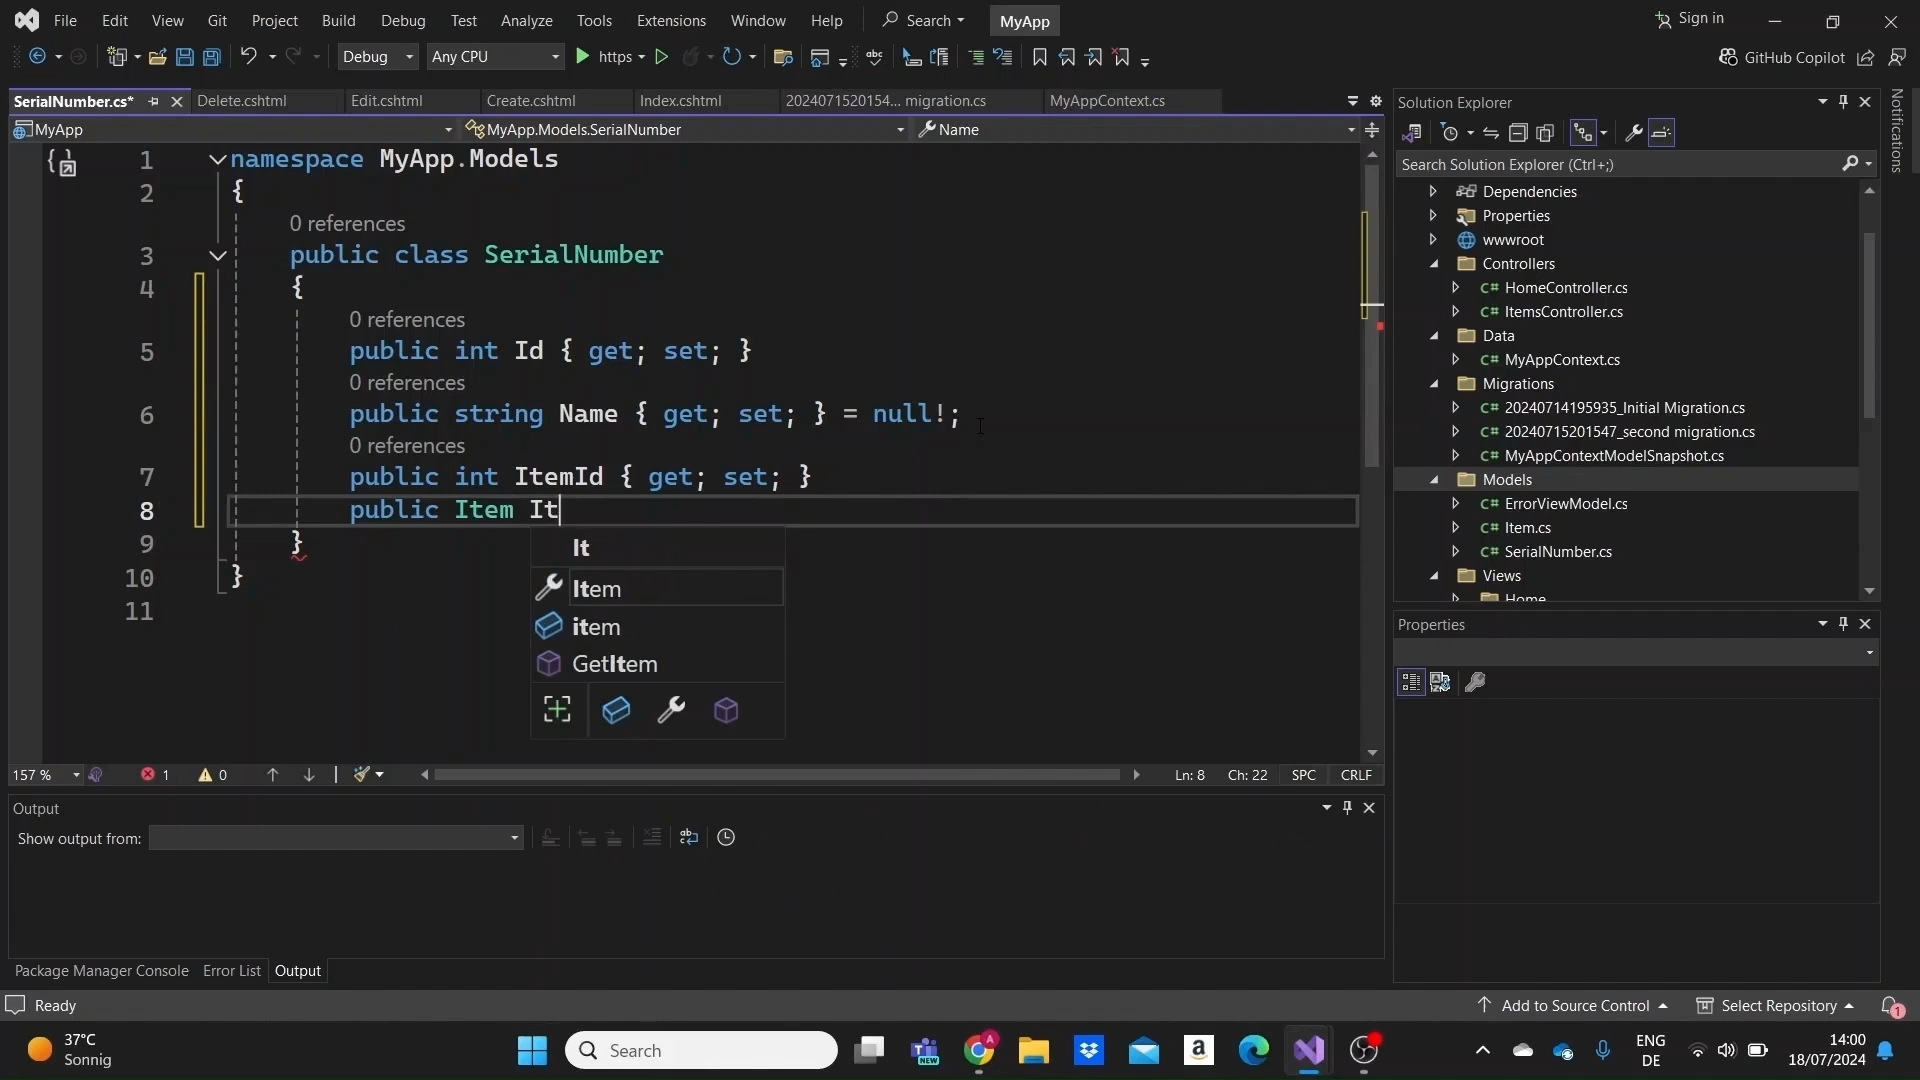 File Edit View Git Project Build Debug Test Analyze Tools Extensions Window Help Search MyApp Sign in
Debug Any CPU https GitHub Copilot
SerialNumber.cs* Delete.cshtml Edit.cshtml Create.cshtml Index.cshtml 2024071520154... migration.cs MyAppContext.cs
MyApp MyApp.Models.SerialNumber Name
1 namespace MyApp.Models
2 {
0 references
3 public class SerialNumber
4 {
0 references
5 public int Id { get; set; }
0 references
6 public string Name { get; set; } = null!;
0 references
7 public int ItemId { get; set; }
8 public Item It
9 }
10 }
11
It
Item
item
GetItem
157 % 1 0 Ln: 8 Ch: 22 SPC CRLF
Output
Show output from:
Package Manager Console Error List Output
Solution Explorer
Search Solution Explorer (Ctrl+;)
Dependencies
Properties
wwwroot
Controllers
C# HomeController.cs
C# ItemsController.cs
Data
C# MyAppContext.cs
Migrations
C# 20240714195935_Initial Migration.cs
C# 20240715201547_second migration.cs
C# MyAppContextModelSnapshot.cs
Models
C# ErrorViewModel.cs
C# Item.cs
C# SerialNumber.cs
Views
Home
Properties
Notifications
Ready Add to Source Control Select Repository 1
37°C
Sonnig
Search
ENG
DE
14:00
18/07/2024